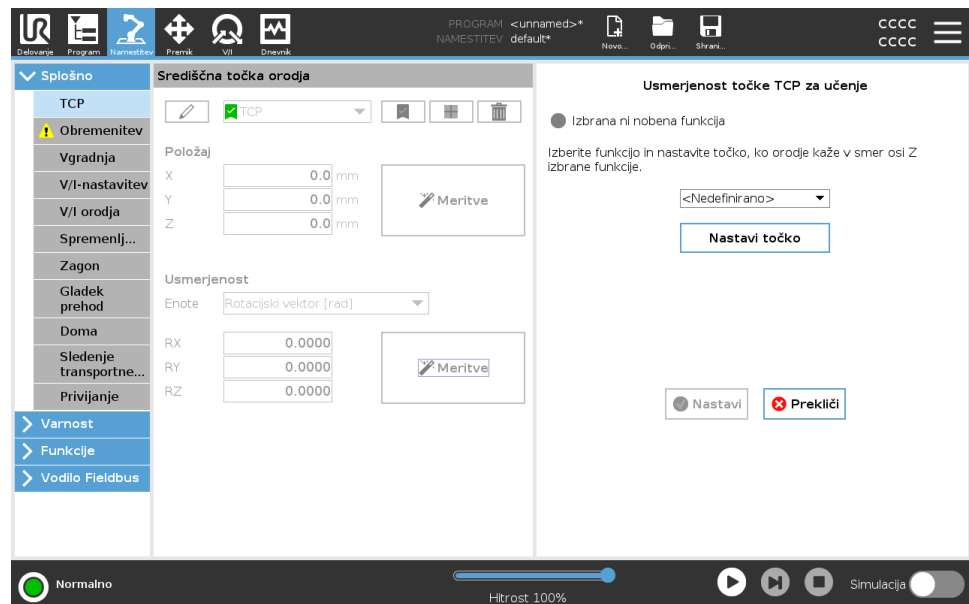 PROGRAM <unnamed>*
NAMESTITEV default*
Delovanje
Program
Namestitev
Premik
V/I
Dnevnik
Novo...
Odpri...
Shrani...
CCCC
CCCC
Splošno
TCP
Obremenitev
Vgradnja
V/I-nastavitev
V/I orodja
Spremenlj...
Zagon
Gladek
prehod
Doma
Sledenje
transportne...
Privijanje
Varnost
Funkcije
Vodilo Fieldbus
Središčna točka orodja
TCP
Položaj
X 0.0 mm
Y 0.0 mm
Z 0.0 mm
Meritve
Usmerjenost
Enote Rotacijski vektor [rad]
RX 0.0000
RY 0.0000
RZ 0.0000
Meritve
Usmerjenost točke TCP za učenje
Izbrana ni nobena funkcija
Izberite funkcijo in nastavite točko, ko orodje kaže v smer osi Z
izbrane funkcije.
<Nedefinirano>
Nastavi točko
Nastavi
Prekliči
Normalno
Hitrost 100%
Simulacija